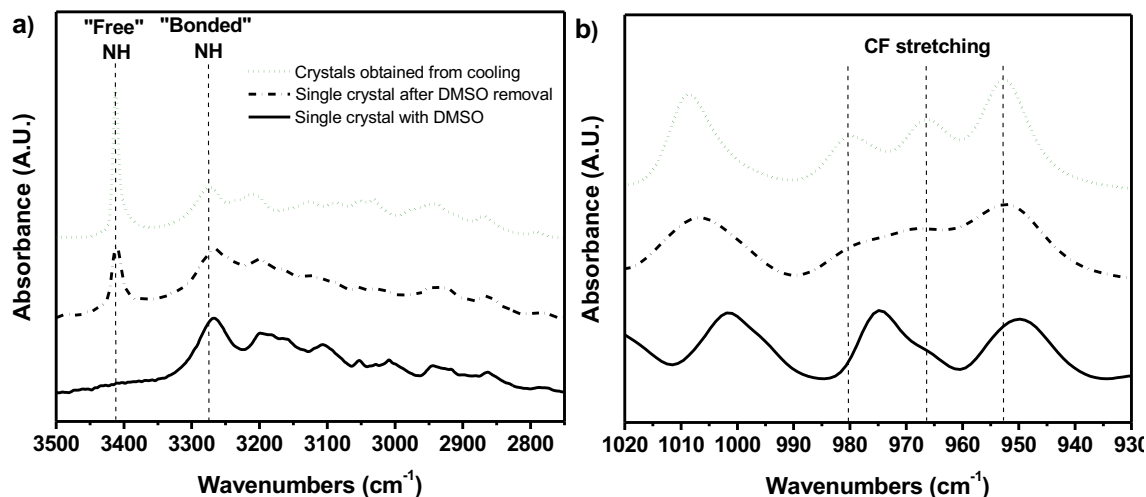 a)
"Free" "Bonded"
NH NH
Crystals obtained from cooling
Single crystal after DMSO removal
Single crystal with DMSO
Absorbance (A.U.)
3500 3400 3300 3200 3100 3000 2900 2800
Wavenumbers (cm⁻¹)
b)
CF stretching
Absorbance (A.U.)
1020 1010 1000 990 980 970 960 950 940 930
Wavenumbers (cm⁻¹)